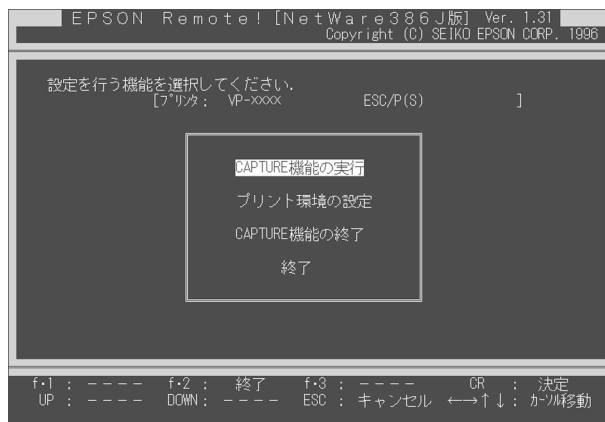 EPSON Remote! [NetWare386J版] Ver. 1.31
Copyright (C) SEIKO EPSON CORP. 1996
設定を行う機能を選択してください.
[ﾌﾟﾘﾝﾀ: VP-xxxx ESC/P(S) ]
CAPTURE機能の実行
プリント環境の設定
CAPTURE機能の終了
終了
f･1 : ---- f･2 : 終了 f･3 : ---- CR : 決定
UP : ---- DOWN : ---- ESC : キャンセル ←→↑↓ : ｶｰｿﾙ移動